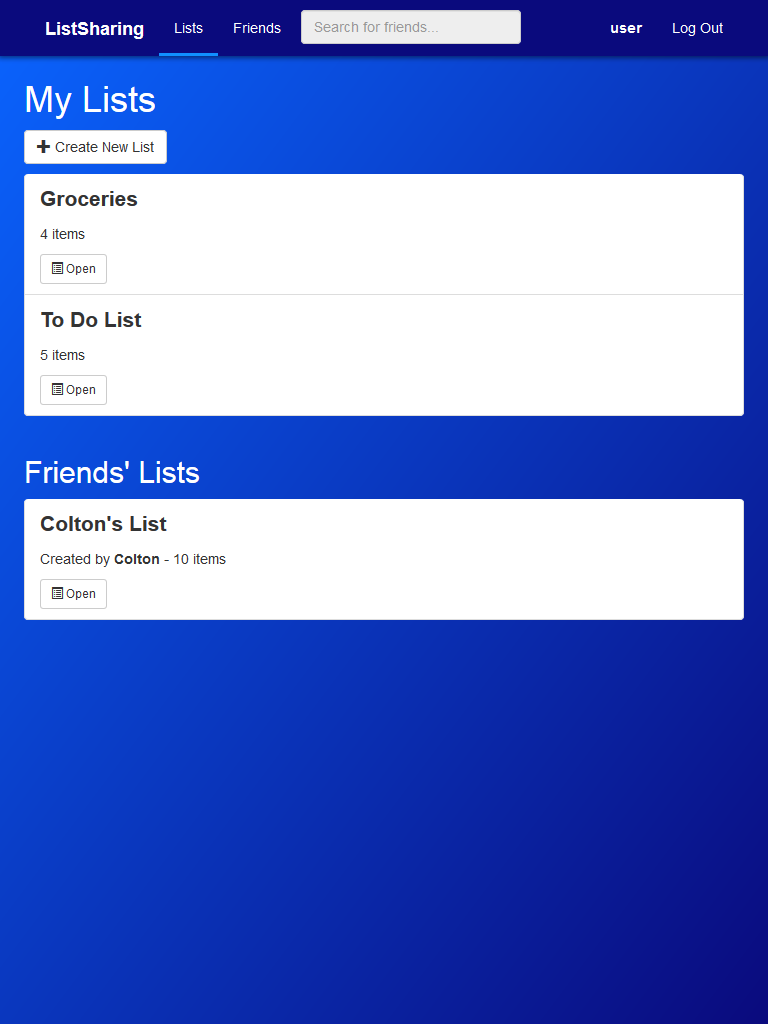 ListSharing Lists Friends Search for friends... user Log Out
My Lists
Create New List
Groceries
4 items
Open
To Do List
5 items
Open
Friends' Lists
Colton's List
Created by Colton - 10 items
Open